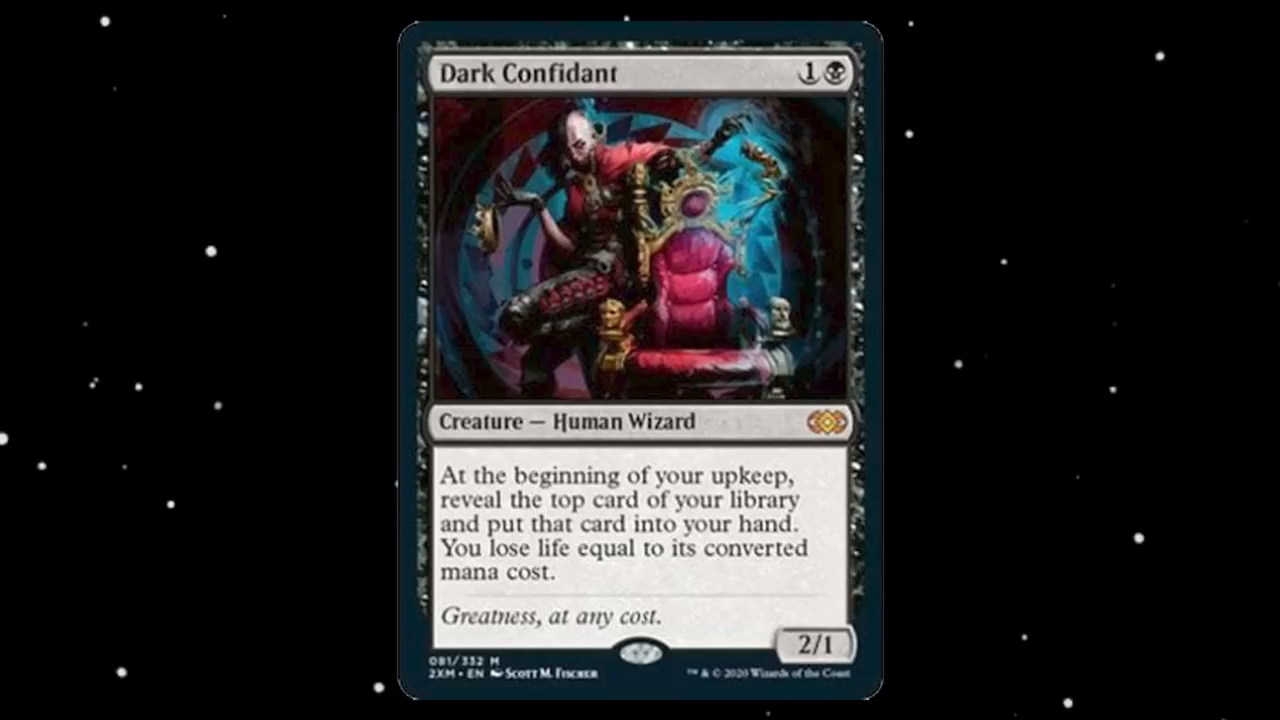 Dark Confidant 1
Creature — Human Wizard
At the beginning of your upkeep,
reveal the top card of your library
and put that card into your hand.
You lose life equal to its converted
mana cost.
Greatness, at any cost.
2/1
081/332 M
2XM • EN Scott M. Fischer
™ & © 2020 Wizards of the Coast